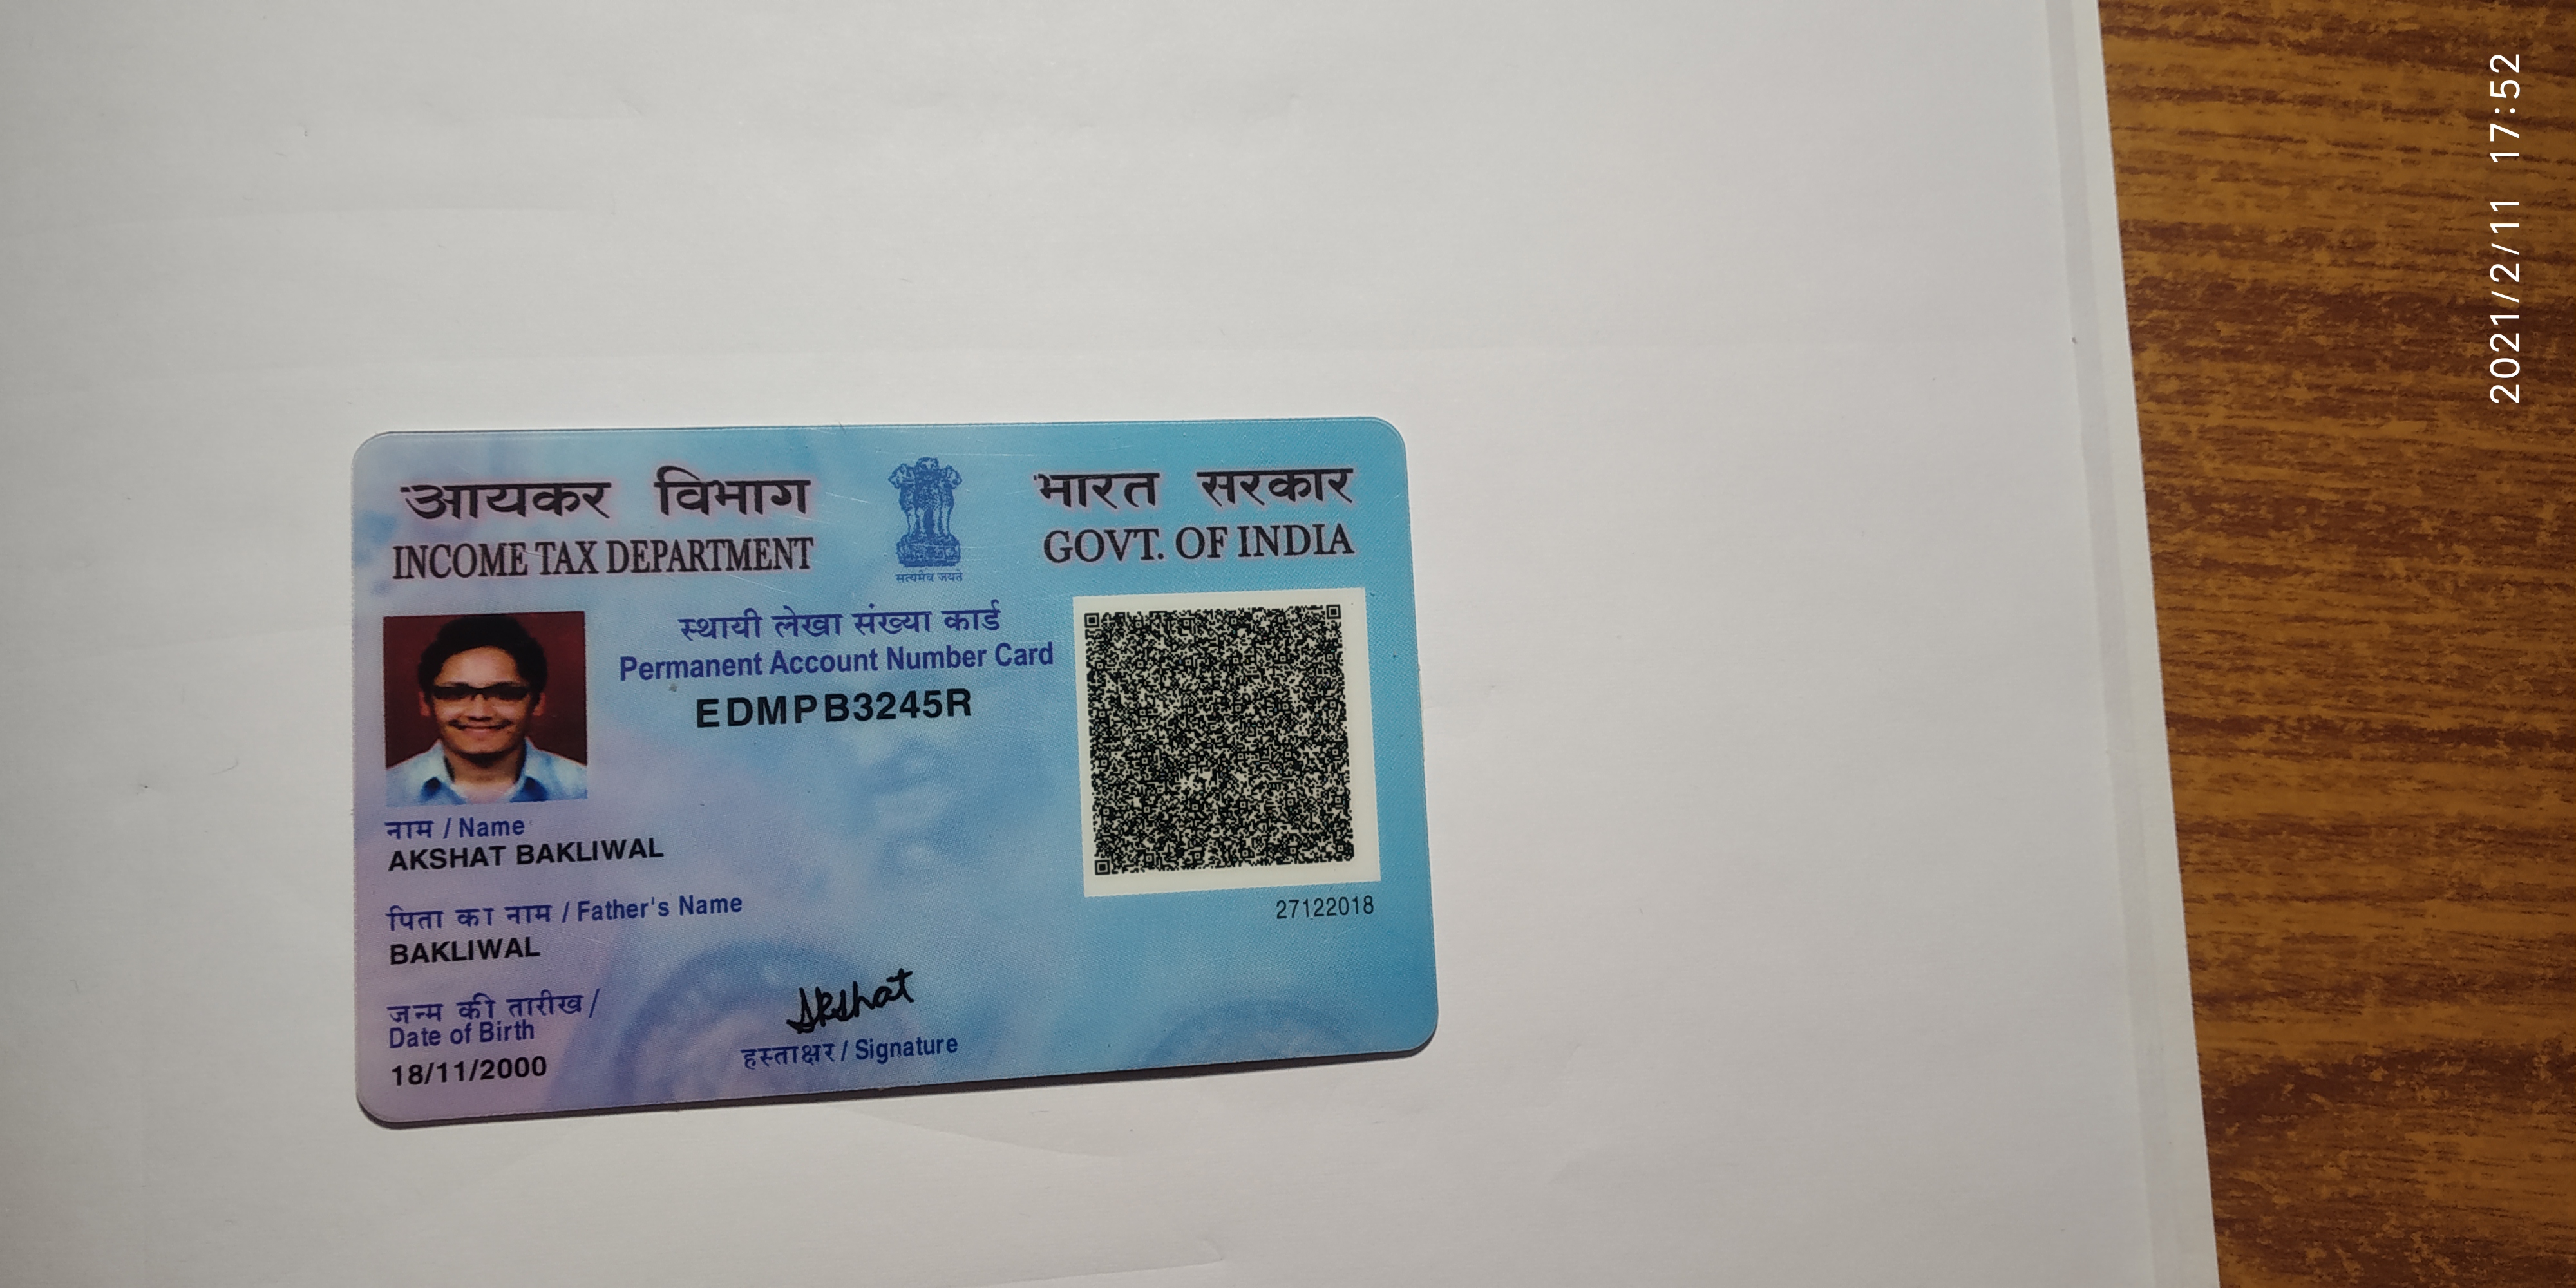 आयकर विभाग
INCOME TAX DEPARTMENT
सत्यमेव जयते
भारत सरकार
GOVT. OF INDIA
स्थायी लेखा संख्या कार्ड
Permanent Account Number Card
EDMPB3245R
नाम / Name
AKSHAT BAKLIWAL
पिता का नाम / Father's Name
BAKLIWAL
जन्म की तारीख /
Date of Birth
18/11/2000
Akshat
हस्ताक्षर / Signature
27122018
2021/2/11 17:52